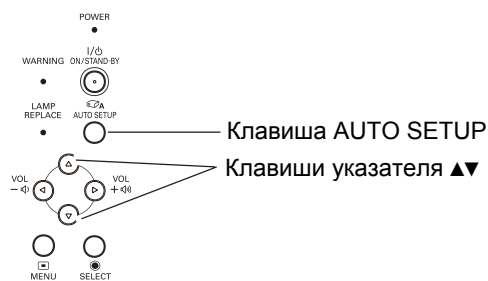 POWER
I/⏻
WARNING ON/STAND-BY
LAMP
REPLACE
A
AUTO SETUP
Клавиша AUTO SETUP
Клавиши указателя ▲▼
VOL
−
VOL
+
MENU
SELECT